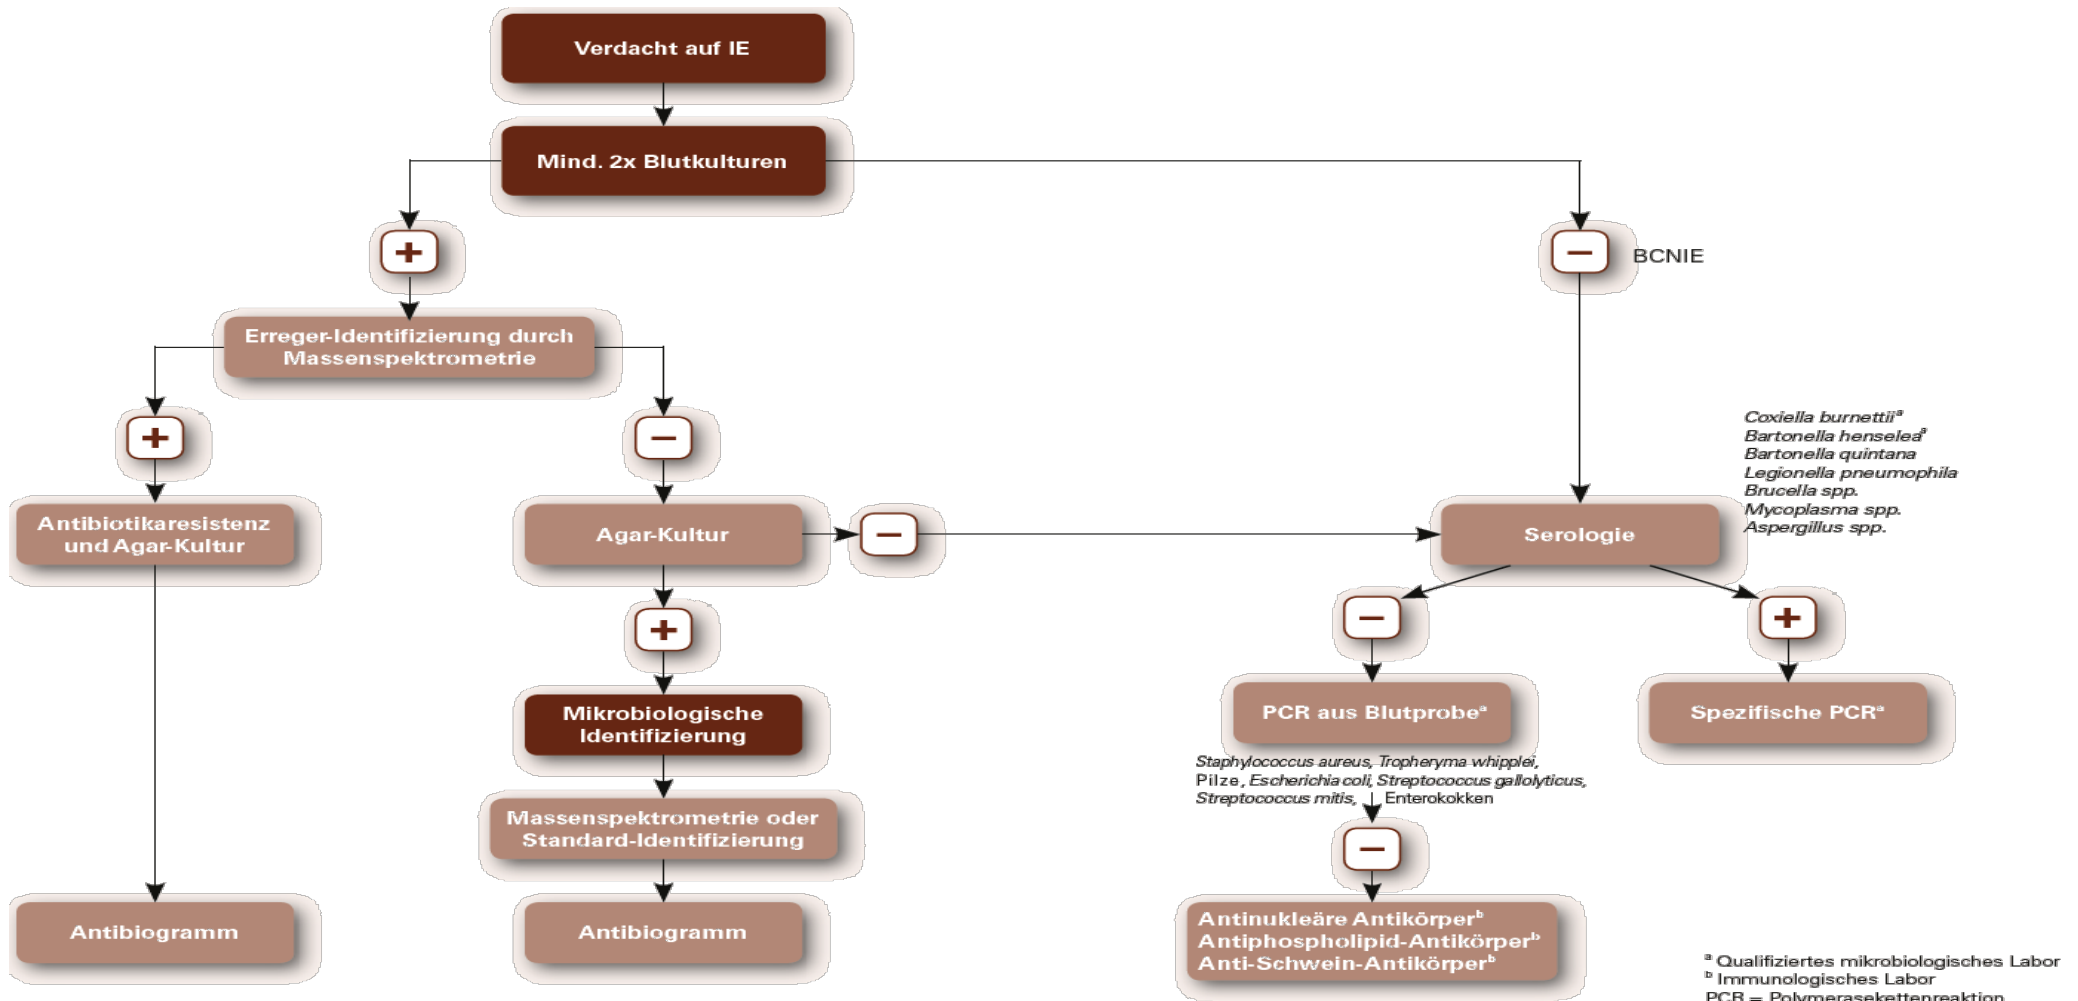 Verdacht auf IE
Mind. 2x Blutkulturen
+
−
BCNIE
Erreger-Identifizierung durch
Massenspektrometrie
+
−
Coxiella burnettiiª
Bartonella henseleaª
Bartonella quintana
Legionella pneumophila
Brucella spp.
Mycoplasma spp.
Aspergillus spp.
Antibiotikaresistenz
und Agar-Kultur
Agar-Kultur
−
Serologie
+
−
+
Mikrobiologische
Identifizierung
PCR aus Blutprobeª
Spezifische PCRª
Staphylococcus aureus, Tropheryma whipplei,
Pilze, Escherichia coli, Streptococcus gallolyticus,
Streptococcus mitis, Enterokokken
Massenspektrometrie oder
Standard-Identifizierung
−
Antibiogramm
Antibiogramm
Antinukleäre Antikörperᵇ
Antiphospholipid-Antikörperᵇ
Anti-Schwein-Antikörperᵇ
ª Qualifiziertes mikrobiologisches Labor
ᵇ Immunologisches Labor
PCR = Polymerasekettenreaktion